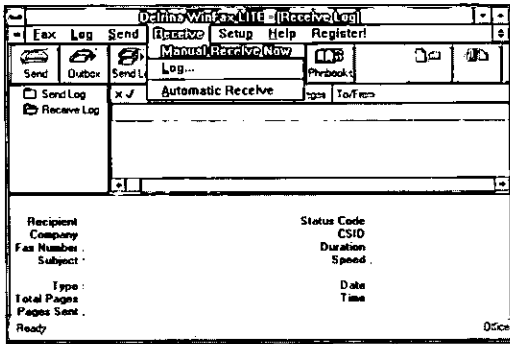 Delrina WinFax LITE - [Receive Log]
Fax Log Send Receive Setup Help Register!
Manual Receive Now
Log...
Automatic Receive
Send Outbox Send Phnbooks
Send Log
Receive Log
To/From
Recipient
Company
Fax Number
Subject
Type
Total Pages
Pages Sent
Status Code
CSID
Duration
Speed
Date
Time
Ready
Office